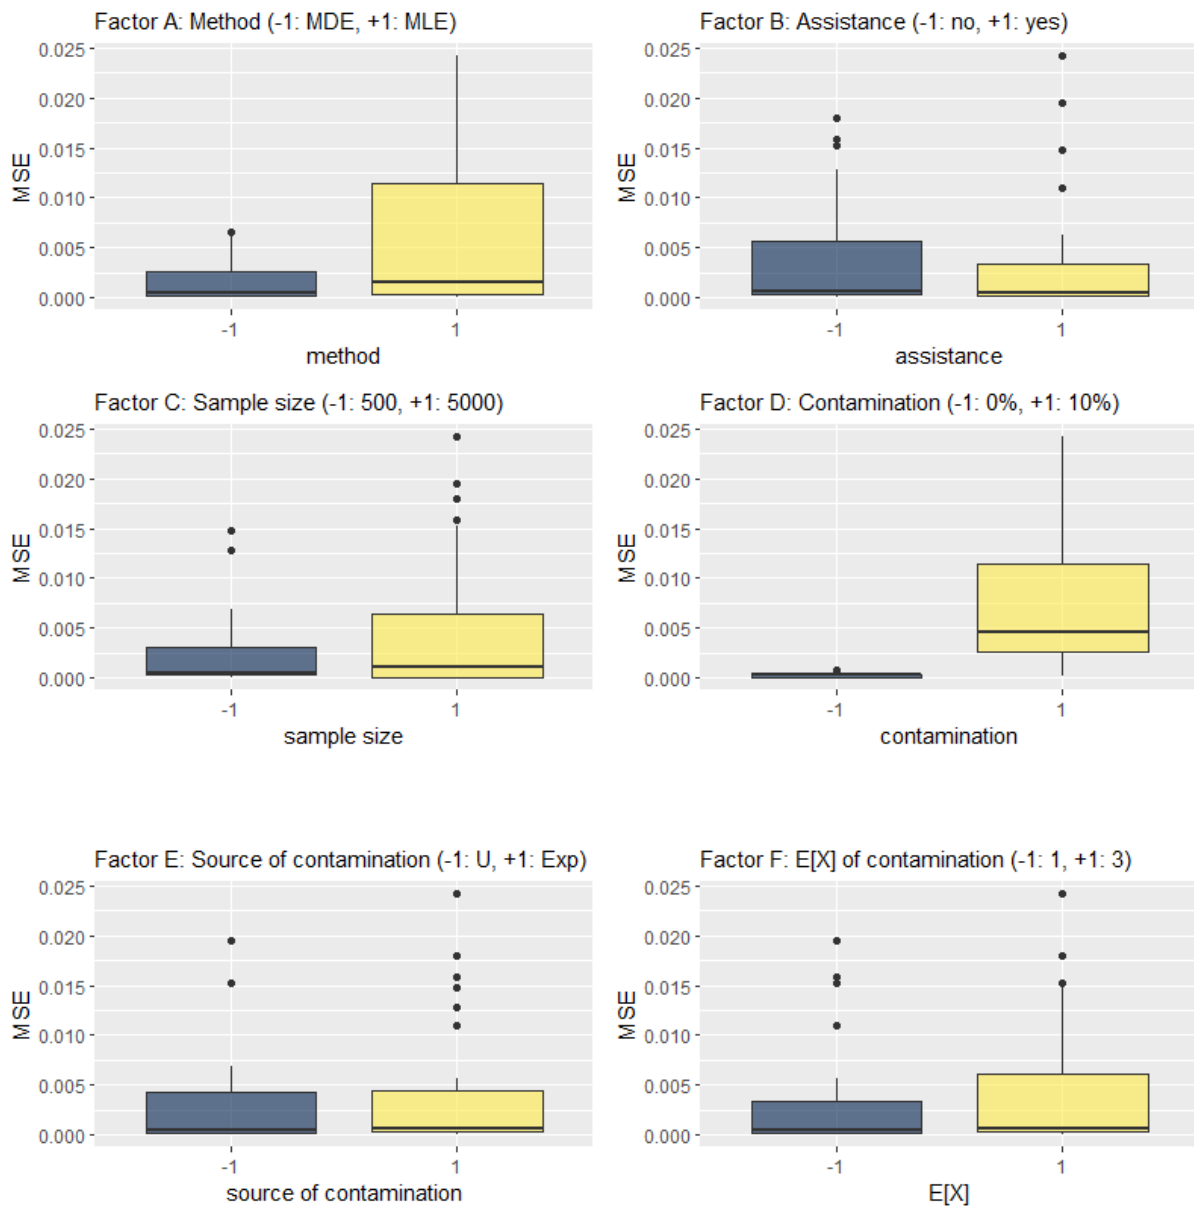 Factor A: Method (-1: MDE, +1: MLE)
MSE
0.025
0.020
0.015
0.010
0.005
0.000
-1
1
method
Factor B: Assistance (-1: no, +1: yes)
MSE
0.025
0.020
0.015
0.010
0.005
0.000
-1
1
assistance
Factor C: Sample size (-1: 500, +1: 5000)
MSE
0.025
0.020
0.015
0.010
0.005
0.000
-1
1
sample size
Factor D: Contamination (-1: 0%, +1: 10%)
MSE
0.025
0.020
0.015
0.010
0.005
0.000
-1
1
contamination
Factor E: Source of contamination (-1: U, +1: Exp)
MSE
0.025
0.020
0.015
0.010
0.005
0.000
-1
1
source of contamination
Factor F: E[X] of contamination (-1: 1, +1: 3)
MSE
0.025
0.020
0.015
0.010
0.005
0.000
-1
1
E[X]